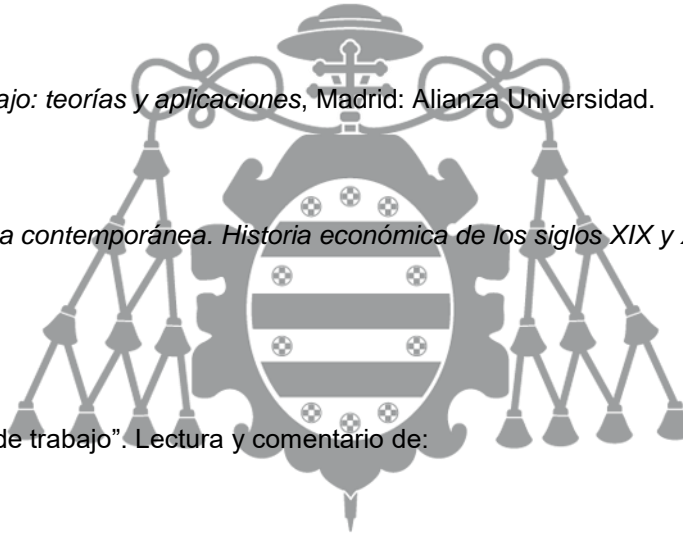 ajo: teorías y aplicaciones, Madrid: Alianza Universidad.
a contemporánea. Historia económica de los siglos XIX y
de trabajo”. Lectura y comentario de: